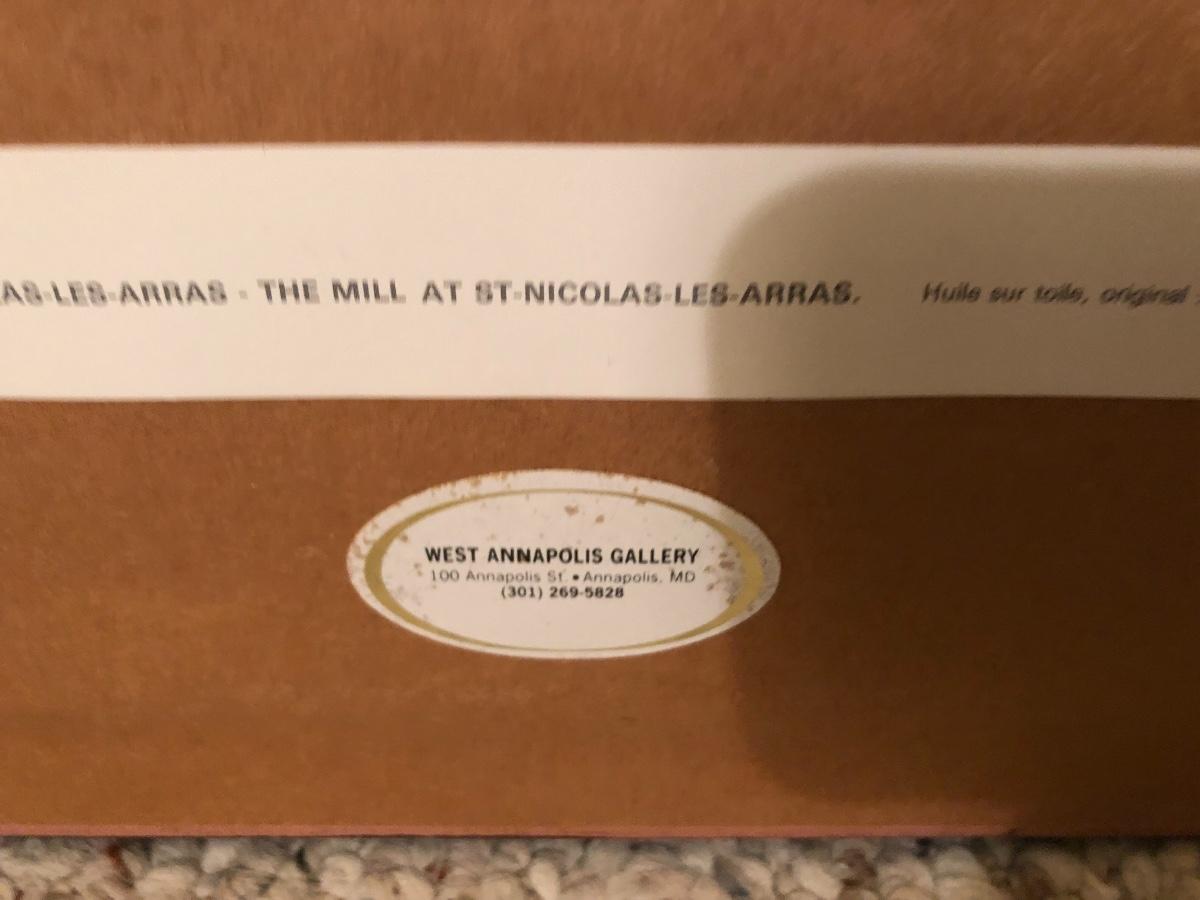 AS-LES-ARRAS - THE MILL AT ST-NICOLAS-LES-ARRAS. Huile sur toile, original
WEST ANNAPOLIS GALLERY
100 Annapolis St. • Annapolis, MD
(301) 269-5828